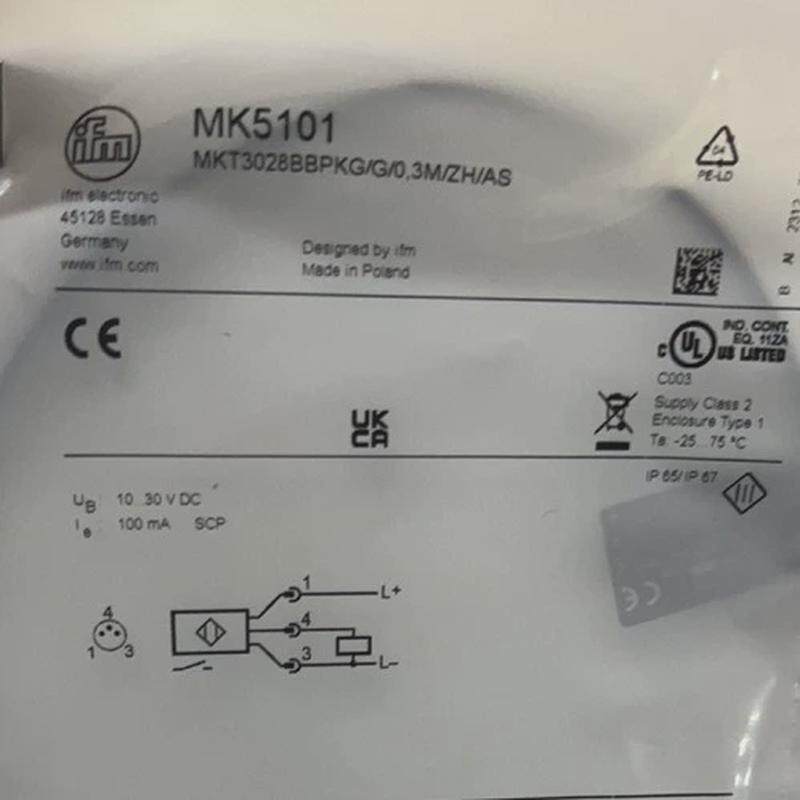 ifm
MK5101
MKT3028BBPKG/G/0,3M/ZH/AS
04
PE-LD
ifm electronic
45128 Essen
Germany
www.ifm.com
Designed by ifm
Made in Poland
2312
B
CE
c UL US LISTED
IND. CONT.
EQ. 11ZA
C003
Supply Class 2
Enclosure Type 1
Ta: -25...75 °C
UK
CA
IP 65/ IP 67
UB: 10...30 V DC
Ie: 100 mA SCP
1
L+
4
4
1
3
3
L-
CE